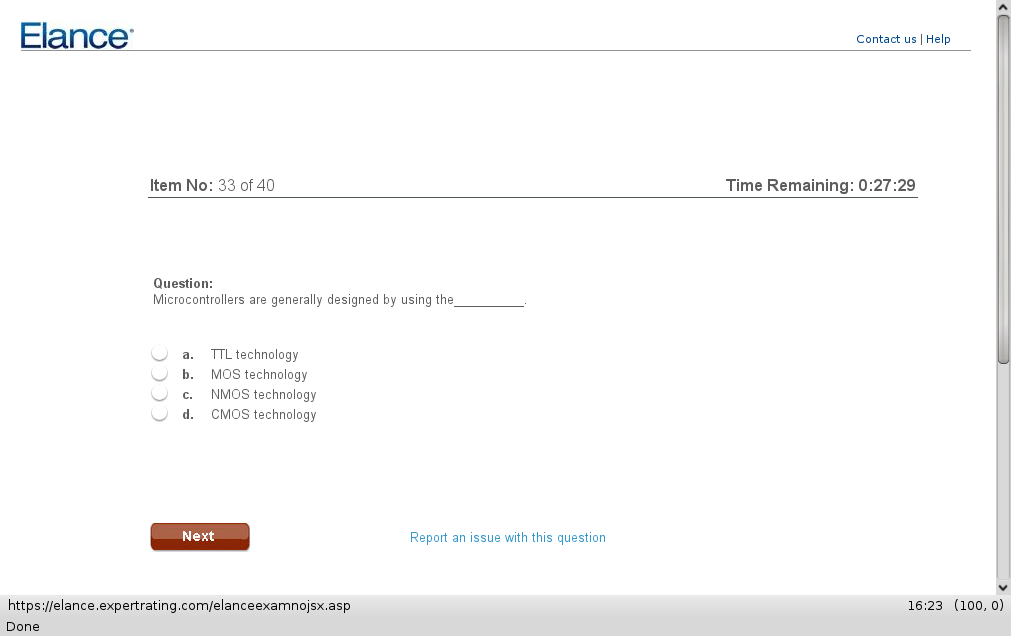 Elance
Contact us | Help
Item No: 33 of 40
Time Remaining: 0:27:29
Question:
Microcontrollers are generally designed by using the___________.
a. TTL technology
b. MOS technology
c. NMOS technology
d. CMOS technology
Next
Report an issue with this question
https://elance.expertrating.com/elanceexamnojsx.asp
16:23 (100, 0)
Done